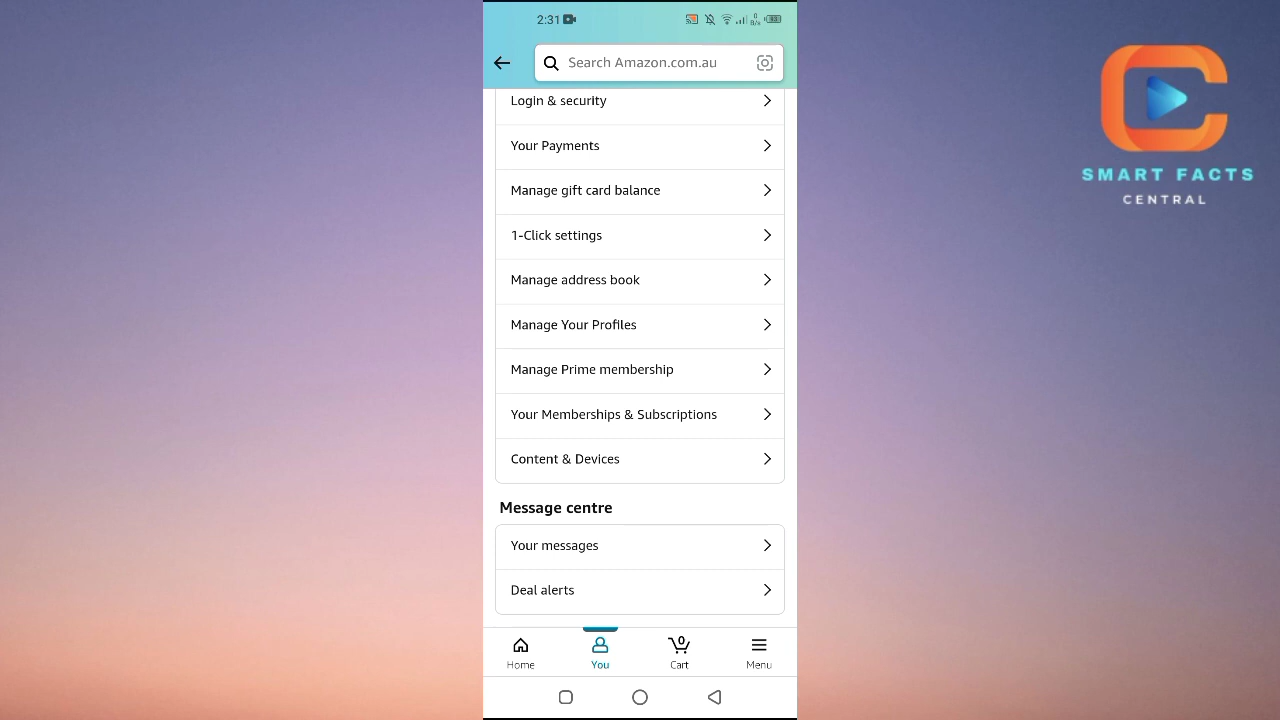 2:31
0
B/s
Search Amazon.com.au
Login & security
Your Payments
Manage gift card balance
1-Click settings
Manage address book
Manage Your Profiles
Manage Prime membership
Your Memberships & Subscriptions
Content & Devices
Message centre
Your messages
Deal alerts
0
Home
You
Cart
Menu
SMART FACTS
CENTRAL